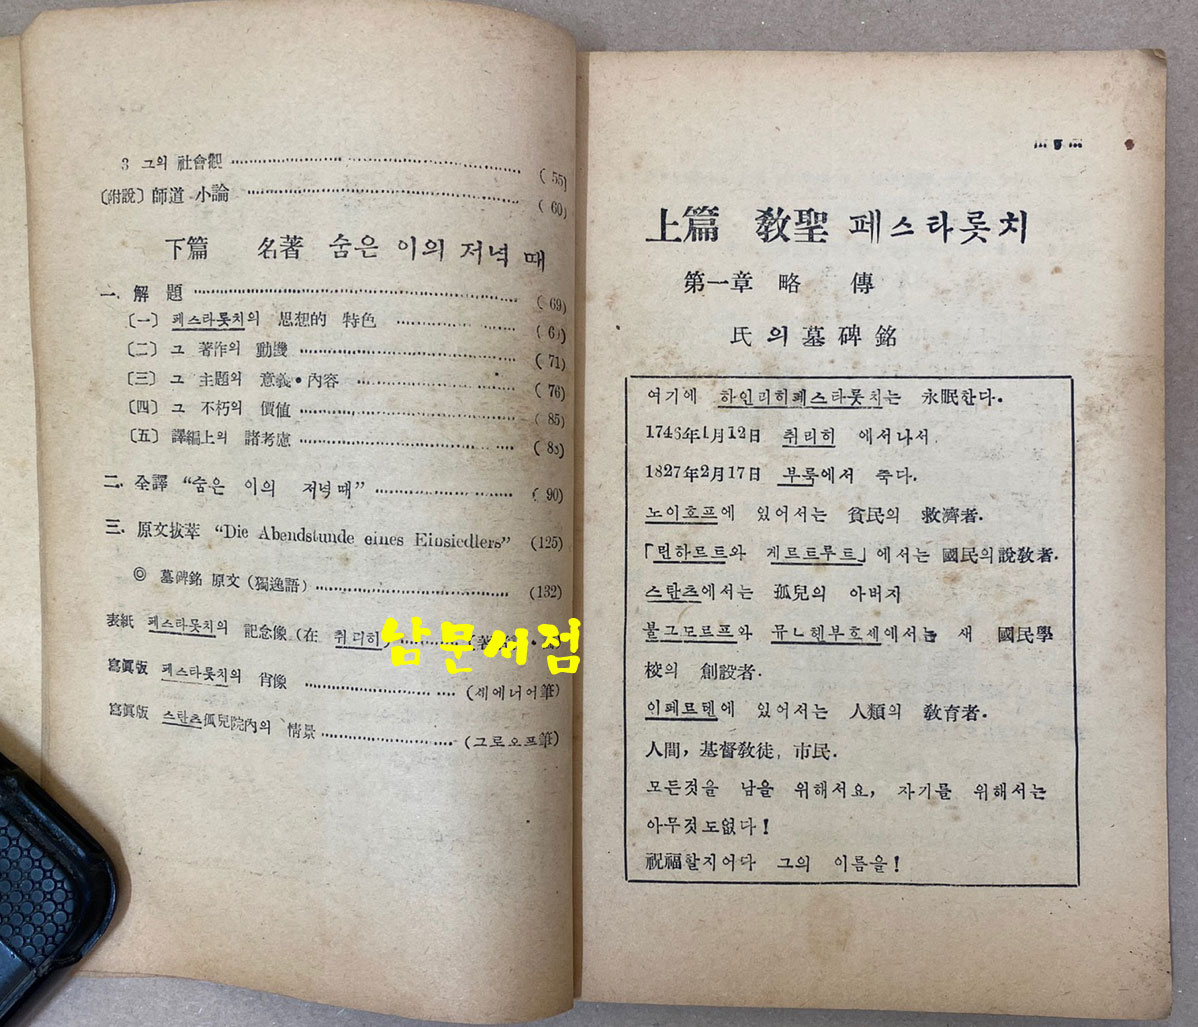 3 그의 社會觀 ⋯⋯⋯⋯⋯⋯⋯⋯ (55)
〔附說〕師道 小論 ⋯⋯⋯⋯⋯⋯⋯⋯ (60)
下篇 名著 숨은 이의 저녁 때
一. 解 題 ⋯⋯⋯⋯⋯⋯⋯⋯ (69)
〔一〕 페스타롯치의 思想的 特色 ⋯⋯⋯⋯ (69)
〔二〕 그 著作의 動機 ⋯⋯⋯⋯⋯⋯ (71)
〔三〕 그 主題의 意義•內容 ⋯⋯⋯⋯ (76)
〔四〕 그 不朽의 價値 ⋯⋯⋯⋯⋯⋯ (85)
〔五〕 譯編上의 諸考慮 ⋯⋯⋯⋯⋯⋯
二. 全譯 “숨은 이의 저녁때” ⋯⋯⋯⋯ (90)
三. 原文拔萃 “Die Abendstunde eines Einsiedlers” (125)
◎ 墓碑銘 原文 (獨逸語) ⋯⋯⋯⋯⋯⋯ (132)
表紙 페스타롯치의 記念像 (在 취리히) ⋯⋯⋯
남문서점
寫眞版 페스타롯치의 肖像 ⋯⋯⋯⋯⋯⋯ (세에너어筆)
寫眞版 스탄츠孤兒院內의 情景 ⋯⋯⋯⋯⋯⋯ (그로오프筆)
⋯ 5 ⋯
上篇 敎聖 페스타롯치
第一章 略 傳
氏의 墓碑銘
여기에 하인리히페스타롯치는 永眠한다.
1746年1月12日 취리히 에서나서
1827年2月17日 부룩에서 죽다.
노이호프에 있어서는 貧民의 救濟者.
「린하르트와 게르트루트」에서는 國民의說敎者.
스탄츠에서는 孤兒의 아버지
불그도르프와 뮤ㄴ헨부흐세에서는 새 國民學
校의 創設者.
이페르텐에 있어서는 人類의 敎育者.
人間, 基督敎徒, 市民.
모든것을 남을 위해서요, 자기를 위해서는
아무것도없다!
祝福할지어다 그의 이름을!